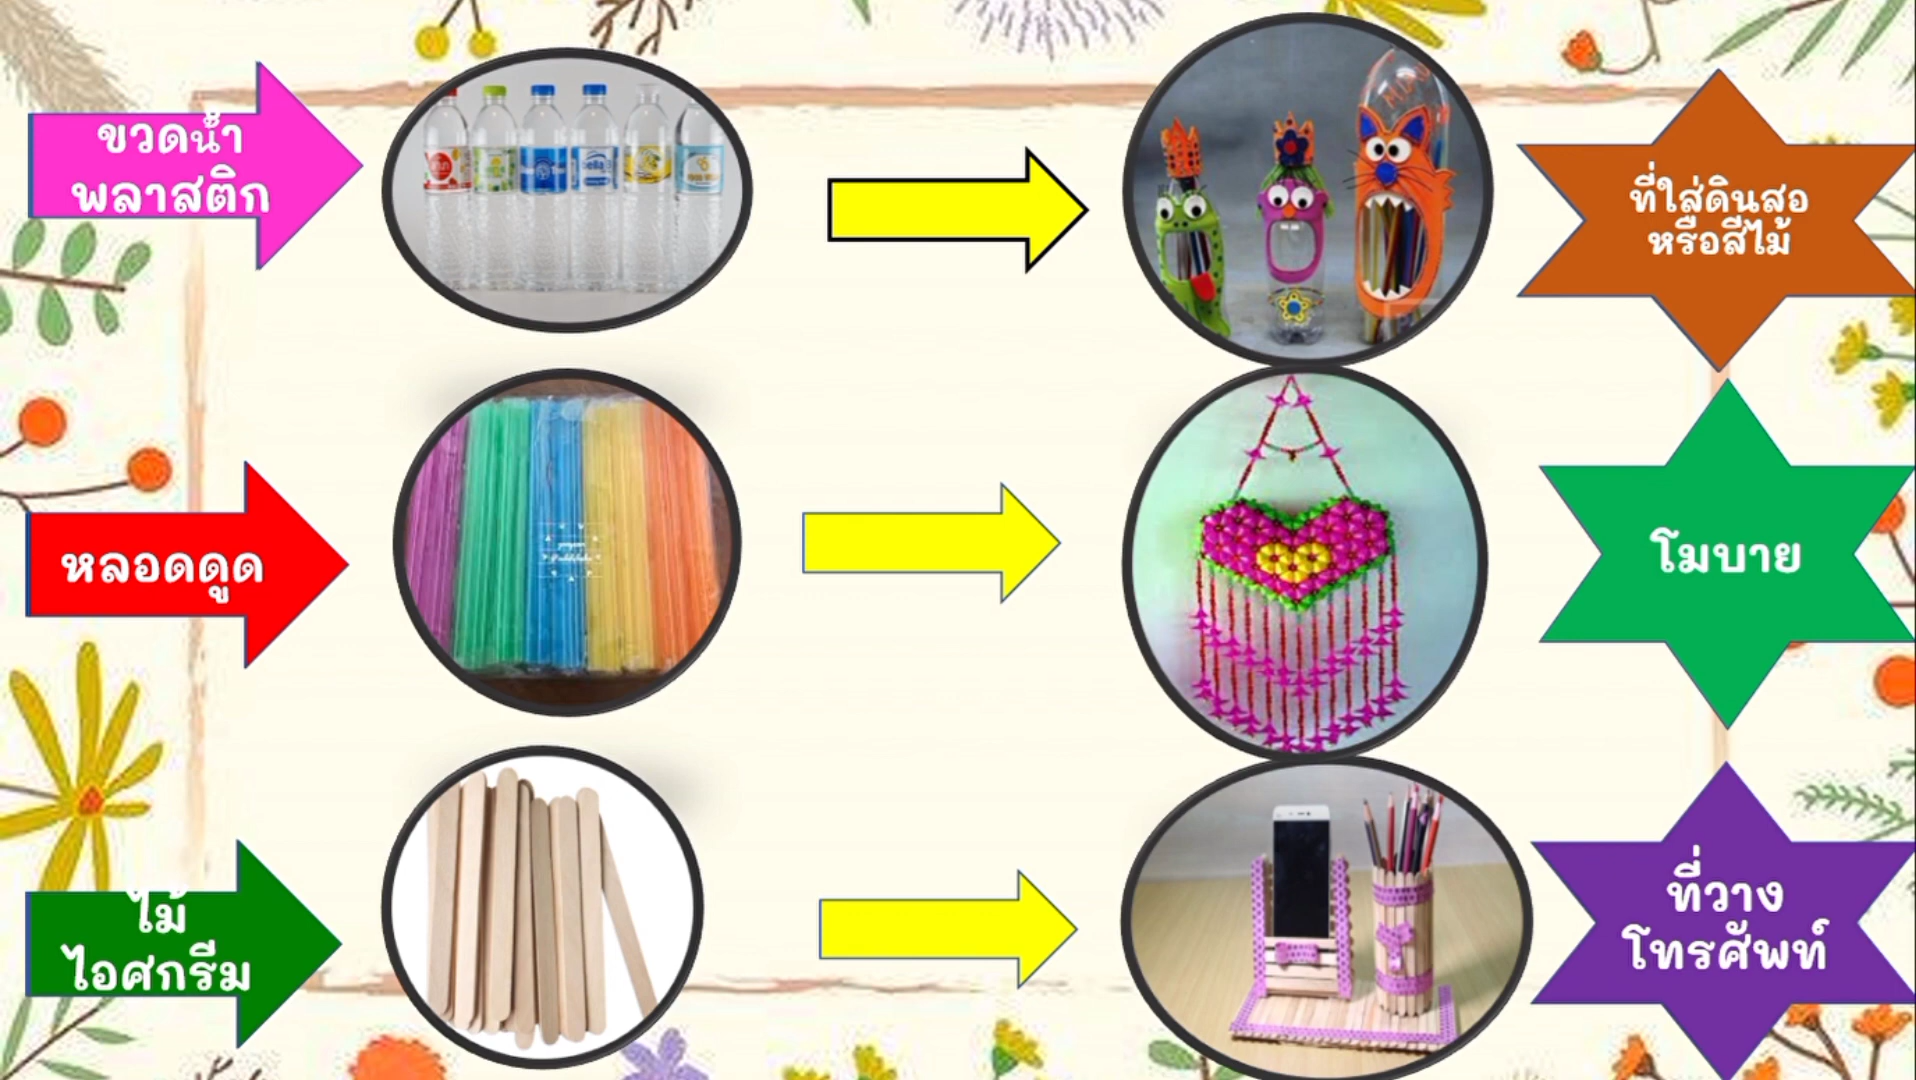 ขวดน้ำ
พลาสติก
ที่ใส่ดินสอ
หรือสีไม้
หลอดดูด
โมบาย
ไม้
ไอศกรีม
ที่วาง
โทรศัพท์